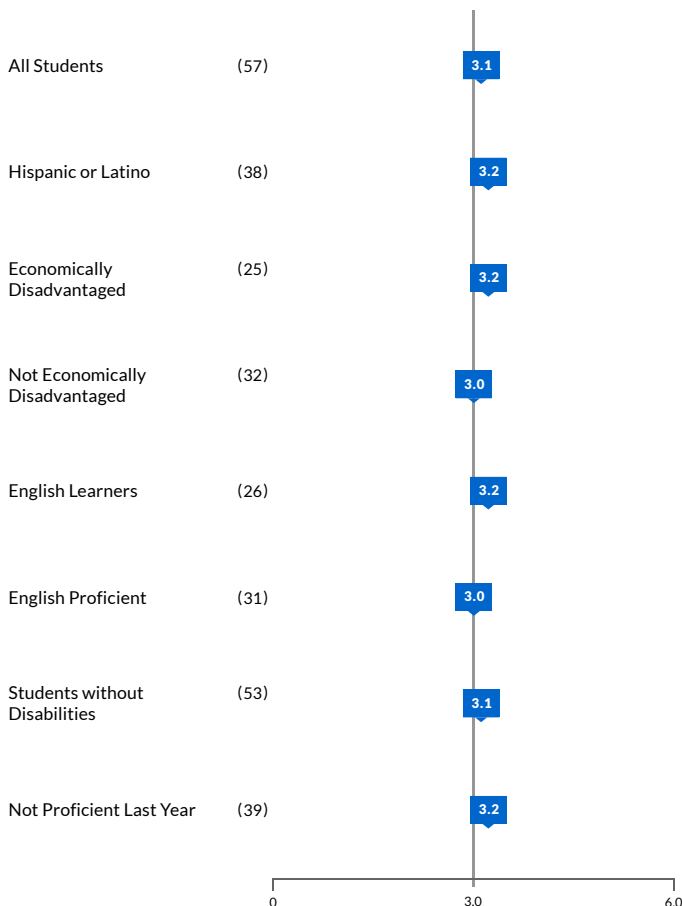 All Students (57) 3.1
Hispanic or Latino (38) 3.2
Economically (25)
Disadvantaged 3.2
Not Economically (32)
Disadvantaged 3.0
English Learners (26) 3.2
English Proficient (31) 3.0
Students without (53)
Disabilities 3.1
Not Proficient Last Year (39) 3.2
0 3.0 6.0